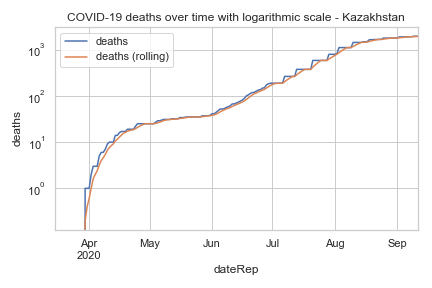 COVID-19 deaths over time with logarithmic scale - Kazakhstan
deaths
deaths (rolling)
deaths
10³
10²
10¹
10⁰
Apr
2020
May
Jun
Jul
Aug
Sep
dateRep